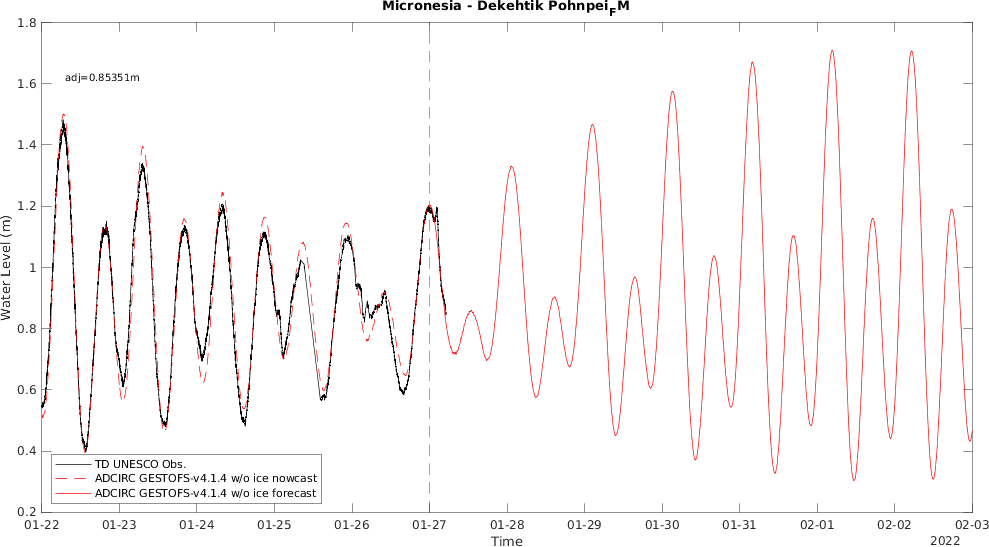 Micronesia - Dekehtik Pohnpei_FM
1.8
adj=0.85351m
1.6
1.4
1.2
1
0.8
0.6
0.4
0.2
Water Level (m)
TD UNESCO Obs.
ADCIRC GESTOFS-v4.1.4 w/o ice nowcast
ADCIRC GESTOFS-v4.1.4 w/o ice forecast
01-22 01-23 01-24 01-25 01-26 01-27 01-28 01-29 01-30 01-31 02-01 02-02 02-03
Time
2022